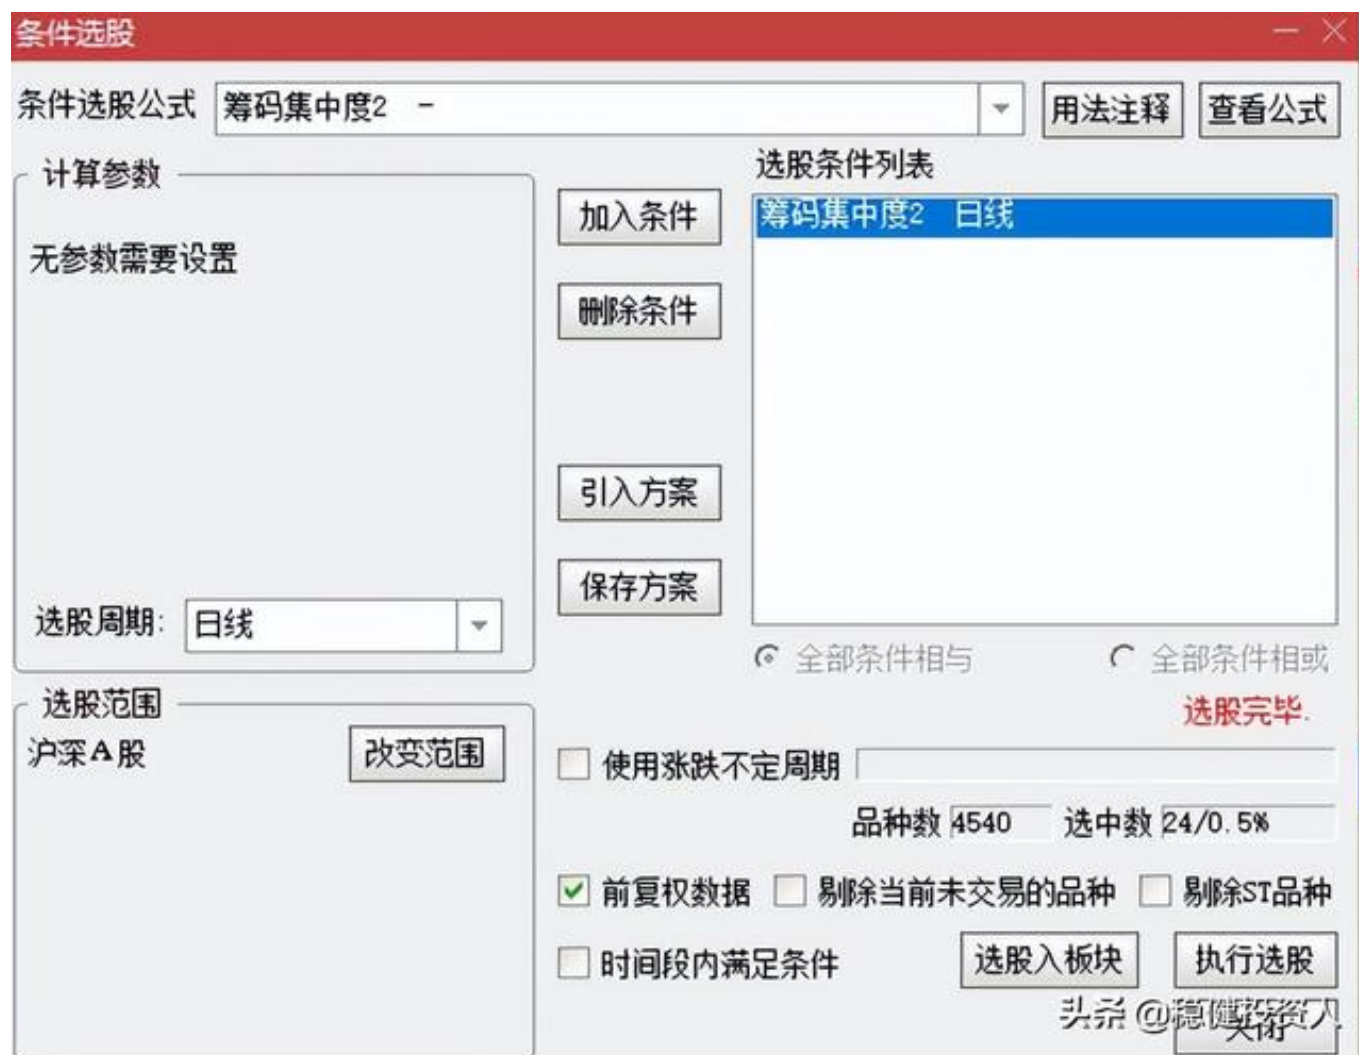 条件选股
条件选股公式 筹码集中度2 - 用法注释 查看公式
计算参数
无参数需要设置
选股周期: 日线
加入条件
删除条件
引入方案
保存方案
选股条件列表
筹码集中度2 日线
全部条件相与 全部条件相或
选股完毕.
选股范围
沪深A股 改变范围
使用涨跌不定周期
品种数 4540 选中数 24/0.5%
前复权数据 剔除当前未交易的品种 剔除ST品种
时间段内满足条件 选股入板块 执行选股
关闭
头条 @稳健投资人